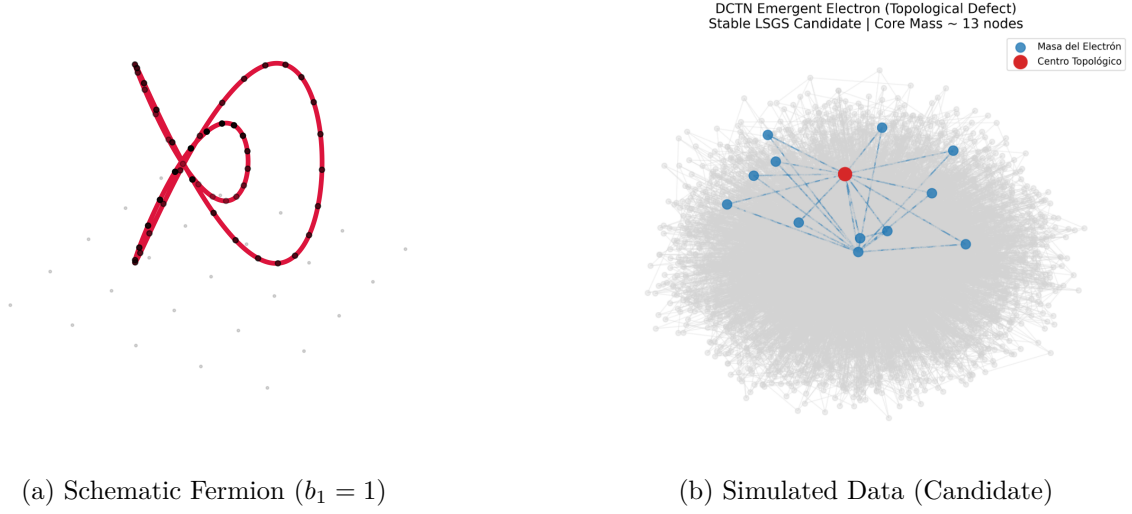 DCTN Emergent Electron (Topological Defect)
Stable LSGS Candidate | Core Mass ~ 13 nodes
Masa del Electrón
Centro Topológico
(a) Schematic Fermion (b₁ = 1)
(b) Simulated Data (Candidate)